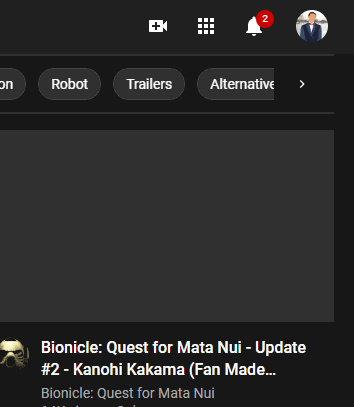 2
on
Robot
Trailers
Alternative
Bionicle: Quest for Mata Nui - Update
#2 - Kanohi Kakama (Fan Made…
Bionicle: Quest for Mata Nui